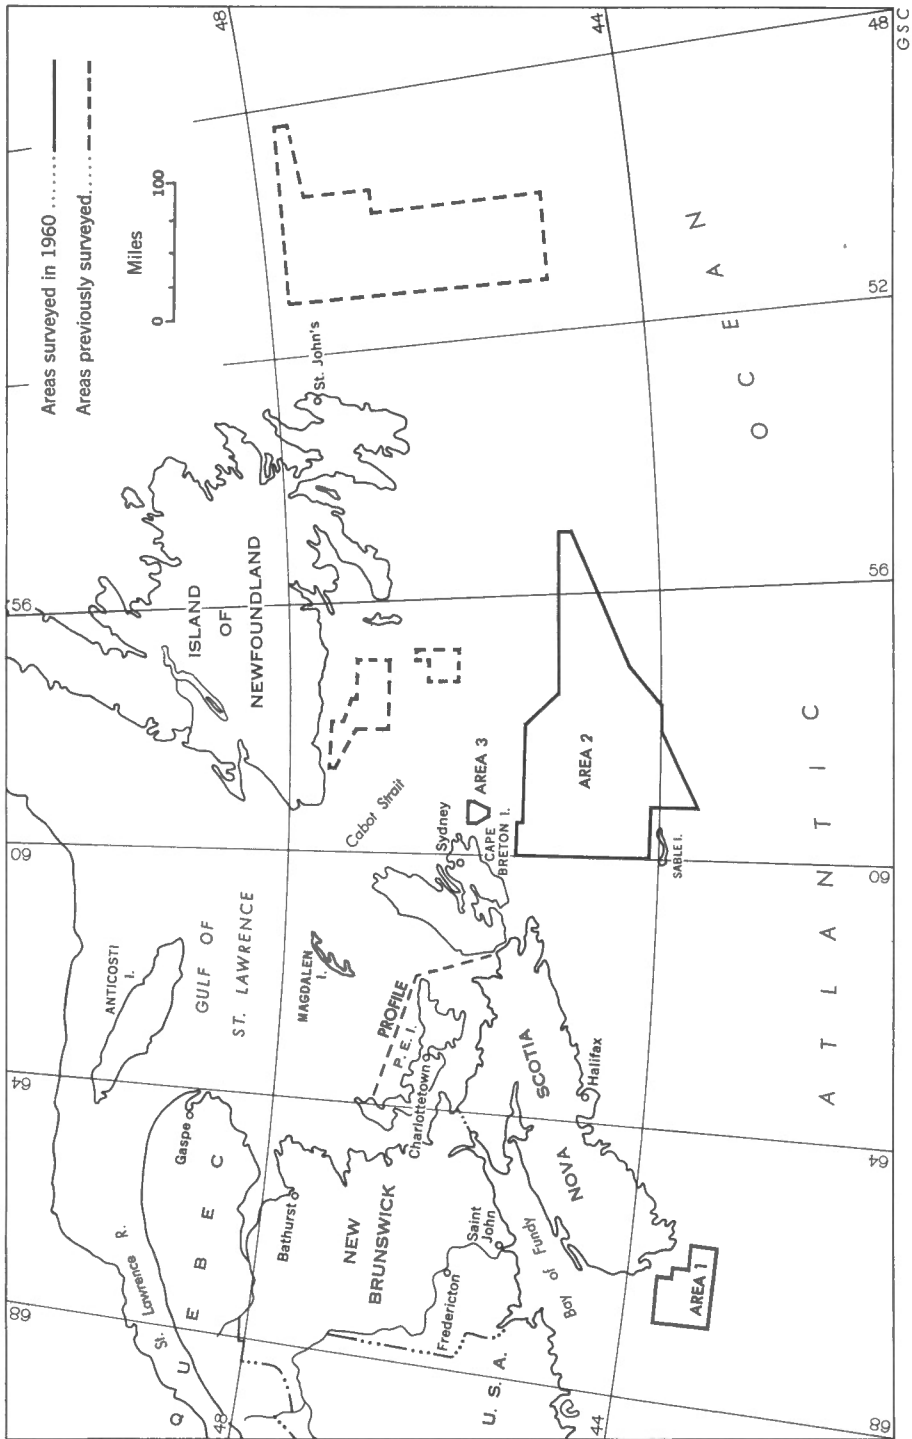 Areas surveyed in 1960 ......
Areas previously surveyed.....
Miles
0 100
48
44
48
GSC
52
56
56
60
60
64
64
68
68
48
44
ISLAND
OF
NEWFOUNDLAND
St. John's
Cabot Strait
ANTICOSTI
I.
GULF OF
ST. LAWRENCE
MAGDALEN
I.
PROFILE
P. E. I.
Charlottetown
Sydney
CAPE
BRETON I.
AREA 3
AREA 2
SABLE I.
QUEBEC
St. Lawrence R.
Gaspe
Bathurst
NEW
BRUNSWICK
Fredericton
Saint
John
U. S. A.
Bay of Fundy
NOVA SCOTIA
Halifax
AREA 1
ATLANTIC OCEAN